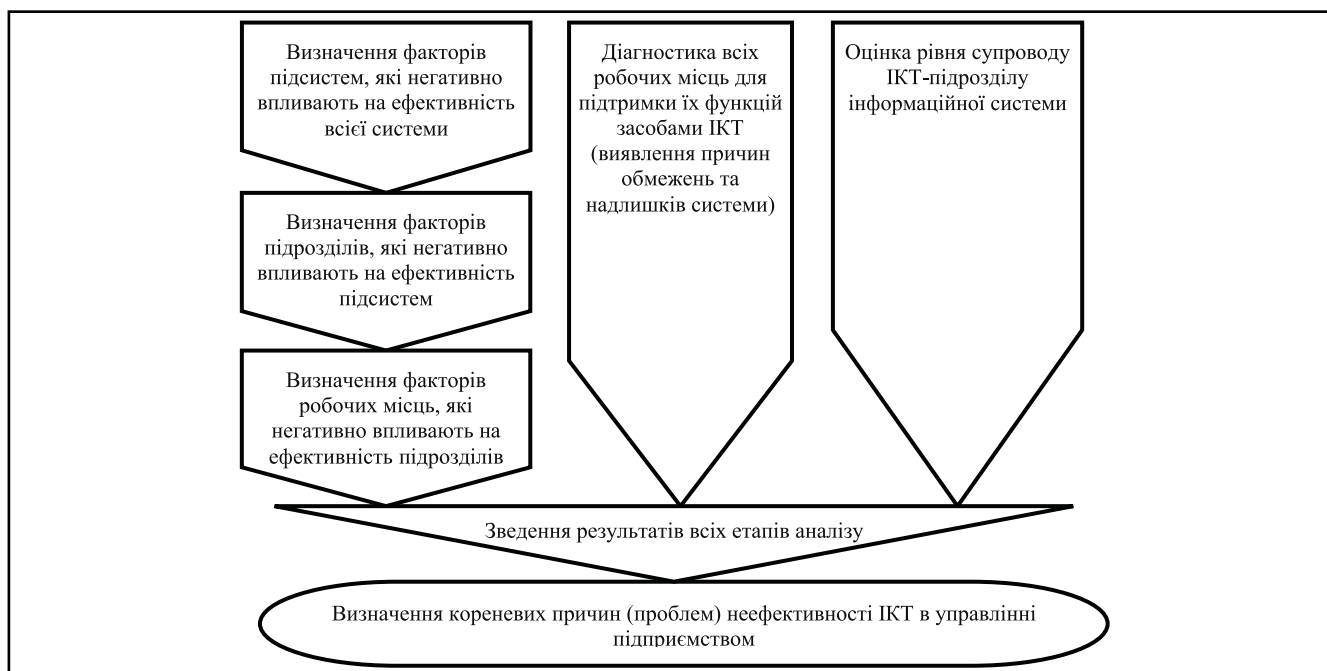 Визначення факторів
підсистем, які негативно
впливають на ефективність
всієї системи
Визначення факторів
підрозділів, які негативно
впливають на ефективність
підсистем
Визначення факторів
робочих місць, які
негативно впливають на
ефективність підрозділів
Діагностика всіх
робочих місць для
підтримки їх функцій
засобами ІКТ
(виявлення причин
обмежень та
надлишків системи)
Оцінка рівня супроводу
ІКТ-підрозділу
інформаційної системи
Зведення результатів всіх етапів аналізу
Визначення кореневих причин (проблем) неефективності ІКТ в управлінні
підприємством